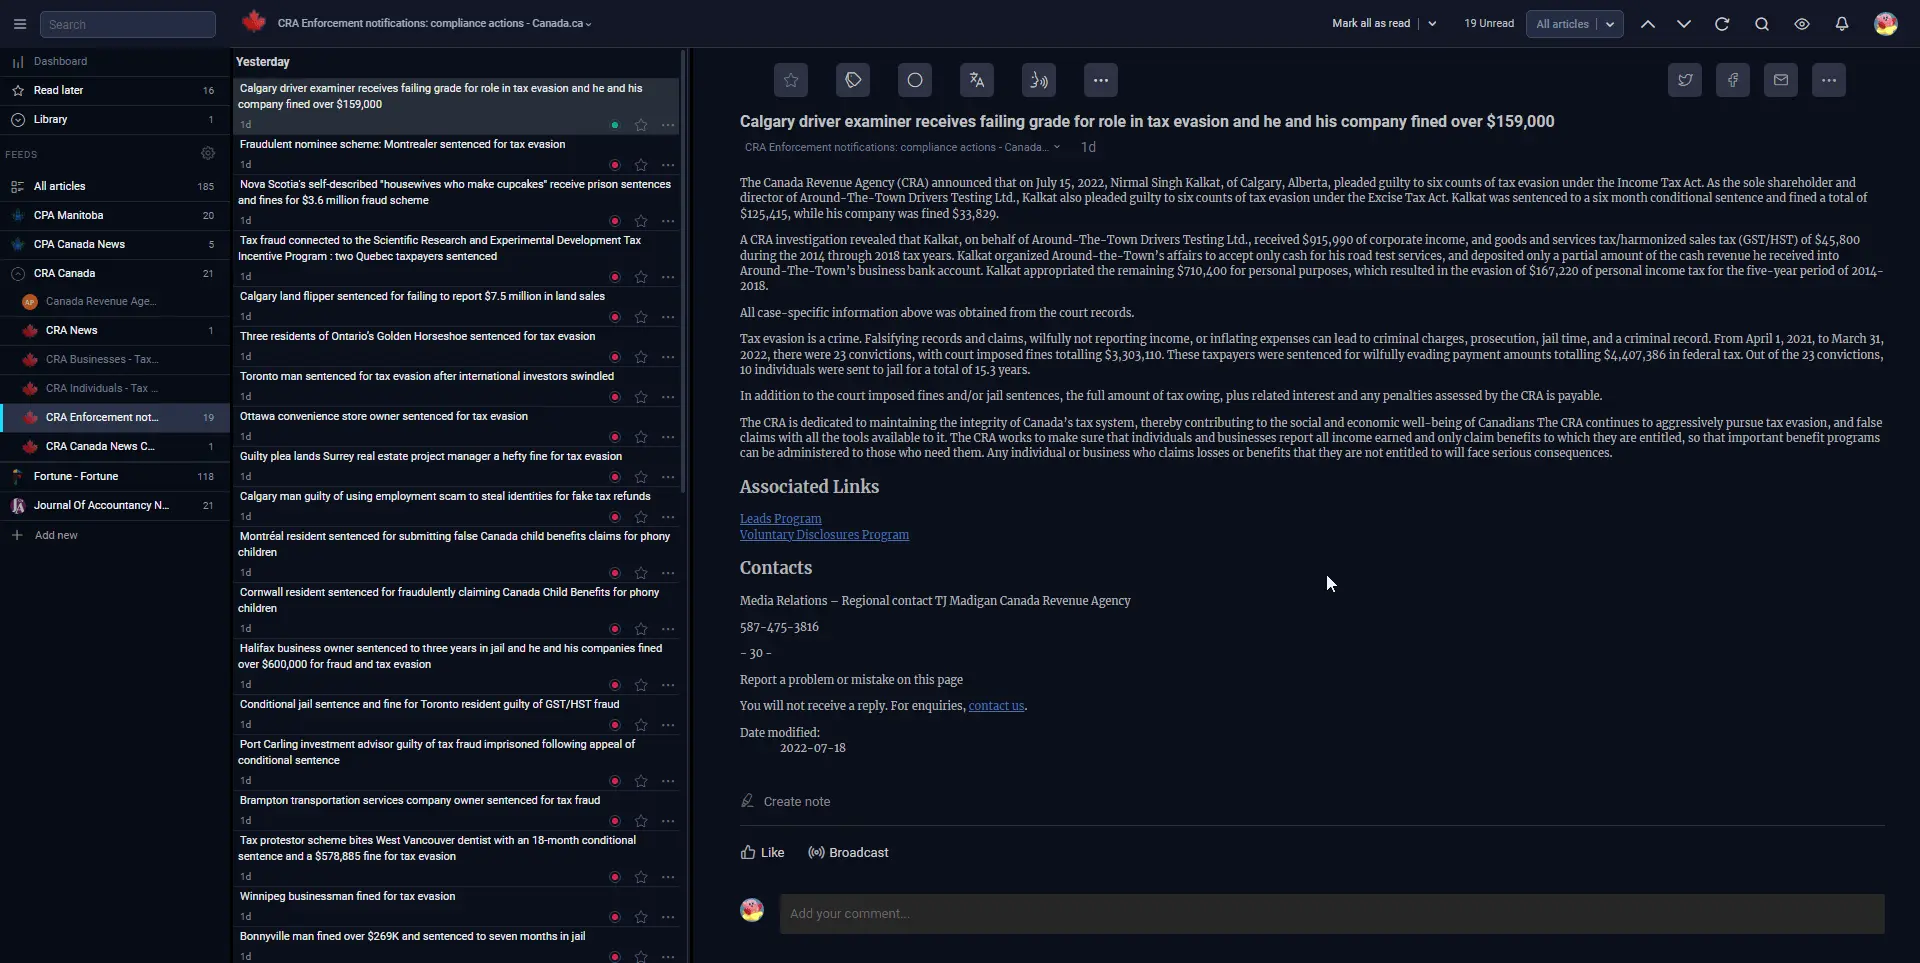 Search
CRA Enforcement notifications: compliance actions - Canada.ca
Mark all as read
19 Unread
All articles
Dashboard
Read later 16
Library 1
FEEDS
All articles 185
CPA Manitoba 20
CPA Canada News 5
CRA Canada 21
AP Canada Revenue Age...
CRA News 1
CRA Businesses - Tax...
CRA Individuals - Tax ...
CRA Enforcement not... 19
CRA Canada News C... 1
Fortune - Fortune 118
Journal Of Accountancy N... 21
Add new
Yesterday
Calgary driver examiner receives failing grade for role in tax evasion and he and his
company fined over $159,000
1d
Fraudulent nominee scheme: Montrealer sentenced for tax evasion
1d
Nova Scotia's self-described "housewives who make cupcakes" receive prison sentences
and fines for $3.6 million fraud scheme
1d
Tax fraud connected to the Scientific Research and Experimental Development Tax
Incentive Program : two Quebec taxpayers sentenced
1d
Calgary land flipper sentenced for failing to report $7.5 million in land sales
1d
Three residents of Ontario's Golden Horseshoe sentenced for tax evasion
1d
Toronto man sentenced for tax evasion after international investors swindled
1d
Ottawa convenience store owner sentenced for tax evasion
1d
Guilty plea lands Surrey real estate project manager a hefty fine for tax evasion
1d
Calgary man guilty of using employment scam to steal identities for fake tax refunds
1d
Montréal resident sentenced for submitting false Canada child benefits claims for phony
children
1d
Cornwall resident sentenced for fraudulently claiming Canada Child Benefits for phony
children
1d
Halifax business owner sentenced to three years in jail and he and his companies fined
over $600,000 for fraud and tax evasion
1d
Conditional jail sentence and fine for Toronto resident guilty of GST/HST fraud
1d
Port Carling investment advisor guilty of tax fraud imprisoned following appeal of
conditional sentence
1d
Brampton transportation services company owner sentenced for tax fraud
1d
Tax protestor scheme bites West Vancouver dentist with an 18-month conditional
sentence and a $578,885 fine for tax evasion
1d
Winnipeg businessman fined for tax evasion
1d
Bonnyville man fined over $269K and sentenced to seven months in jail
1d
Calgary driver examiner receives failing grade for role in tax evasion and he and his company fined over $159,000
CRA Enforcement notifications: compliance actions - Canada... 1d
The Canada Revenue Agency (CRA) announced that on July 15, 2022, Nirmal Singh Kalkat, of Calgary, Alberta, pleaded guilty to six counts of tax evasion under the Income Tax Act. As the sole shareholder and
director of Around-The-Town Drivers Testing Ltd., Kalkat also pleaded guilty to six counts of tax evasion under the Excise Tax Act. Kalkat was sentenced to a six month conditional sentence and fined a total of
$125,415, while his company was fined $33,829.
A CRA investigation revealed that Kalkat, on behalf of Around-The-Town Drivers Testing Ltd., received $915,990 of corporate income, and goods and services tax/harmonized sales tax (GST/HST) of $45,800
during the 2014 through 2018 tax years. Kalkat organized Around-the-Town's affairs to accept only cash for his road test services, and deposited only a partial amount of the cash revenue he received into
Around-The-Town's business bank account. Kalkat appropriated the remaining $710,400 for personal purposes, which resulted in the evasion of $167,220 of personal income tax for the five-year period of 2014-
2018.
All case-specific information above was obtained from the court records.
Tax evasion is a crime. Falsifying records and claims, wilfully not reporting income, or inflating expenses can lead to criminal charges, prosecution, jail time, and a criminal record. From April 1, 2021, to March 31,
2022, there were 23 convictions, with court imposed fines totalling $3,303,110. These taxpayers were sentenced for wilfully evading payment amounts totalling $4,407,386 in federal tax. Out of the 23 convictions,
10 individuals were sent to jail for a total of 15.3 years.
In addition to the court imposed fines and/or jail sentences, the full amount of tax owing, plus related interest and any penalties assessed by the CRA is payable.
The CRA is dedicated to maintaining the integrity of Canada's tax system, thereby contributing to the social and economic well-being of Canadians The CRA continues to aggressively pursue tax evasion, and false
claims with all the tools available to it. The CRA works to make sure that individuals and businesses report all income earned and only claim benefits to which they are entitled, so that important benefit programs
can be administered to those who need them. Any individual or business who claims losses or benefits that they are not entitled to will face serious consequences.
Associated Links
Leads Program
Voluntary Disclosures Program
Contacts
Media Relations – Regional contact TJ Madigan Canada Revenue Agency
587-475-3816
- 30 -
Report a problem or mistake on this page
You will not receive a reply. For enquiries, contact us.
Date modified:
2022-07-18
Create note
Like
Broadcast
Add your comment...